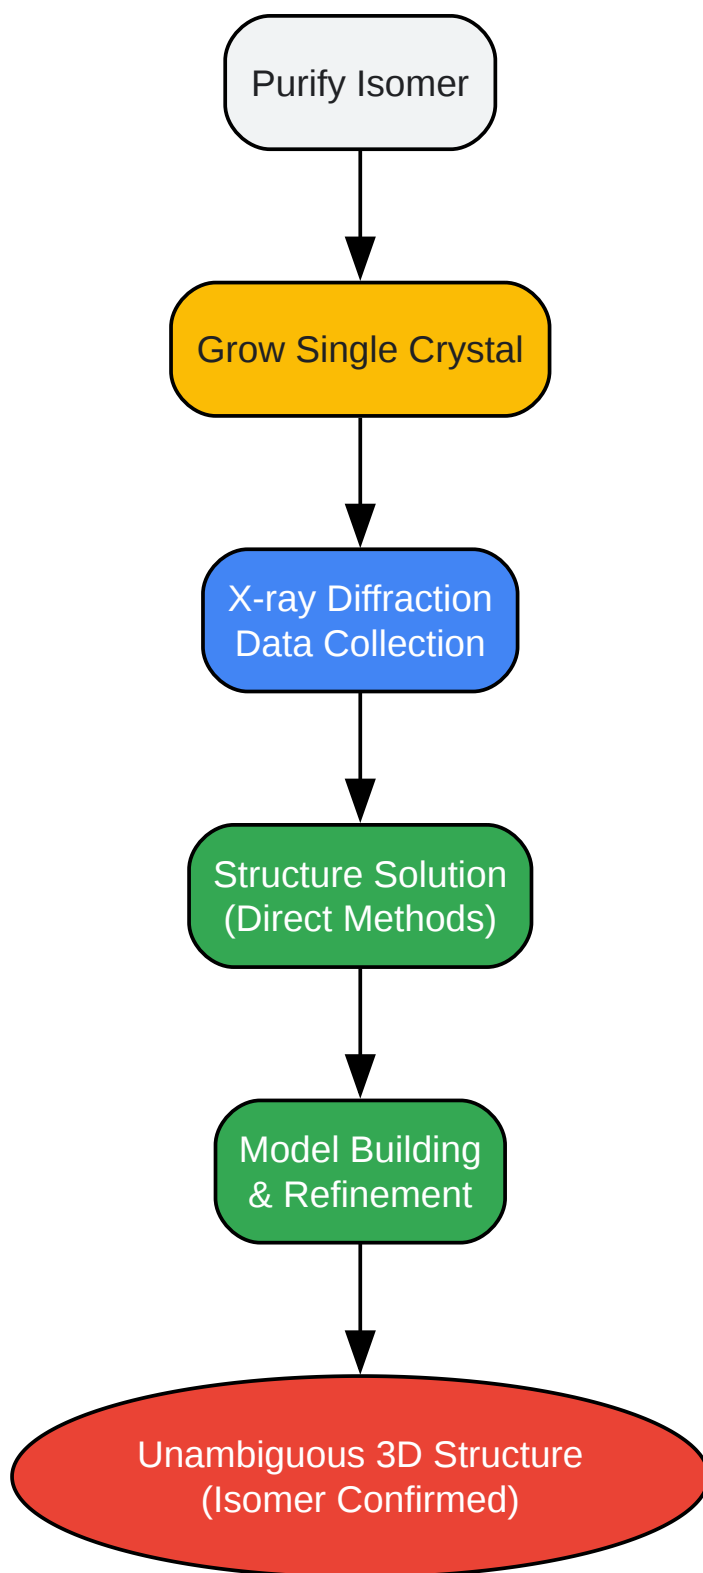 Purify Isomer
Grow Single Crystal
X-ray Diffraction
Data Collection
Structure Solution
(Direct Methods)
Model Building
& Refinement
Unambiguous 3D Structure
(Isomer Confirmed)